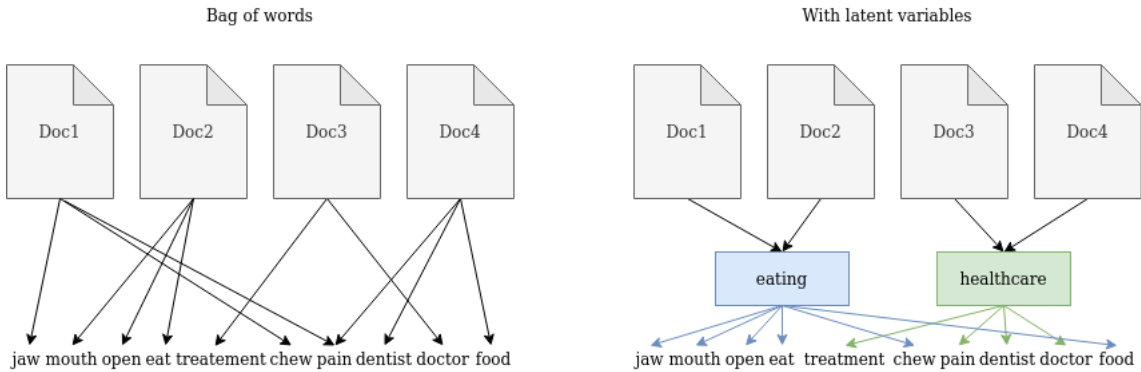 Bag of words
With latent variables
Doc1 Doc2 Doc3 Doc4
Doc1 Doc2 Doc3 Doc4
eating healthcare
jaw mouth open eat treatement chew pain dentist doctor food
jaw mouth open eat treatment chew pain dentist doctor food